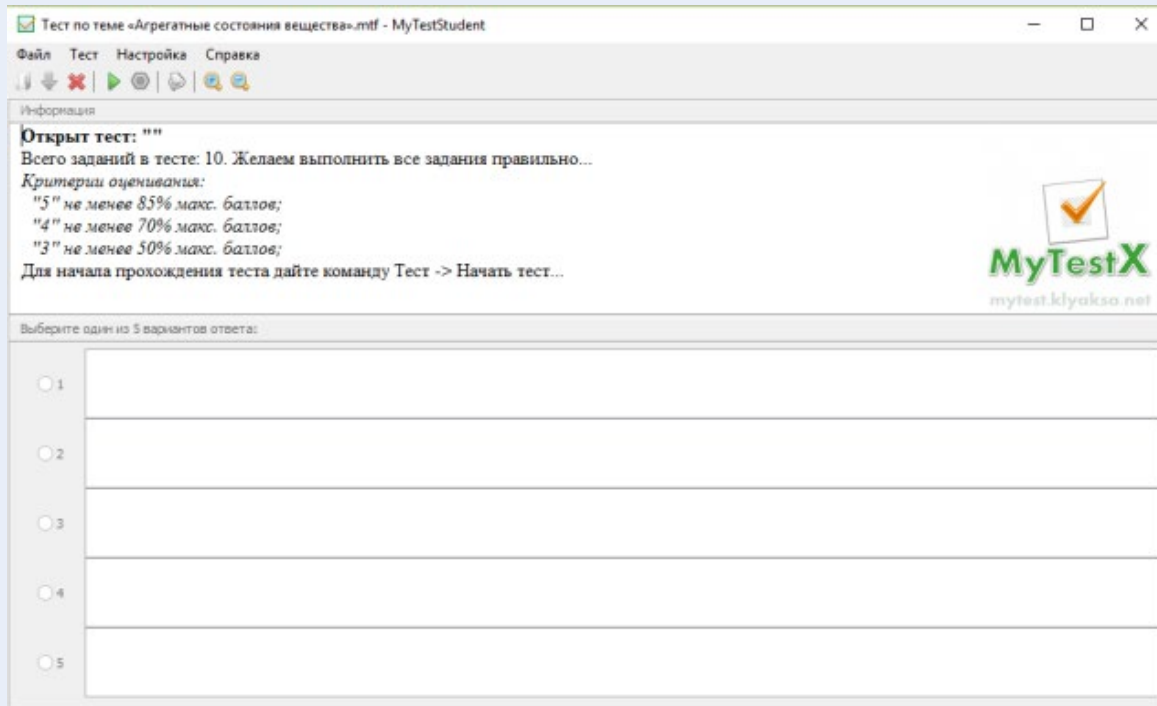 Тест по теме «Агрегатные состояния вещества».mtf - MyTestStudent
Файл Тест Настройка Справка
Информация
Открыт тест: ""
Всего заданий в тесте: 10. Желаем выполнить все задания правильно...
Критерии оценивания:
"5" не менее 85% макс. баллов;
"4" не менее 70% макс. баллов;
"3" не менее 50% макс. баллов;
Для начала прохождения теста дайте команду Тест -> Начать тест...
MyTestX
mytest.klyaksa.net
Выберите один из 5 вариантов ответа:
1
2
3
4
5